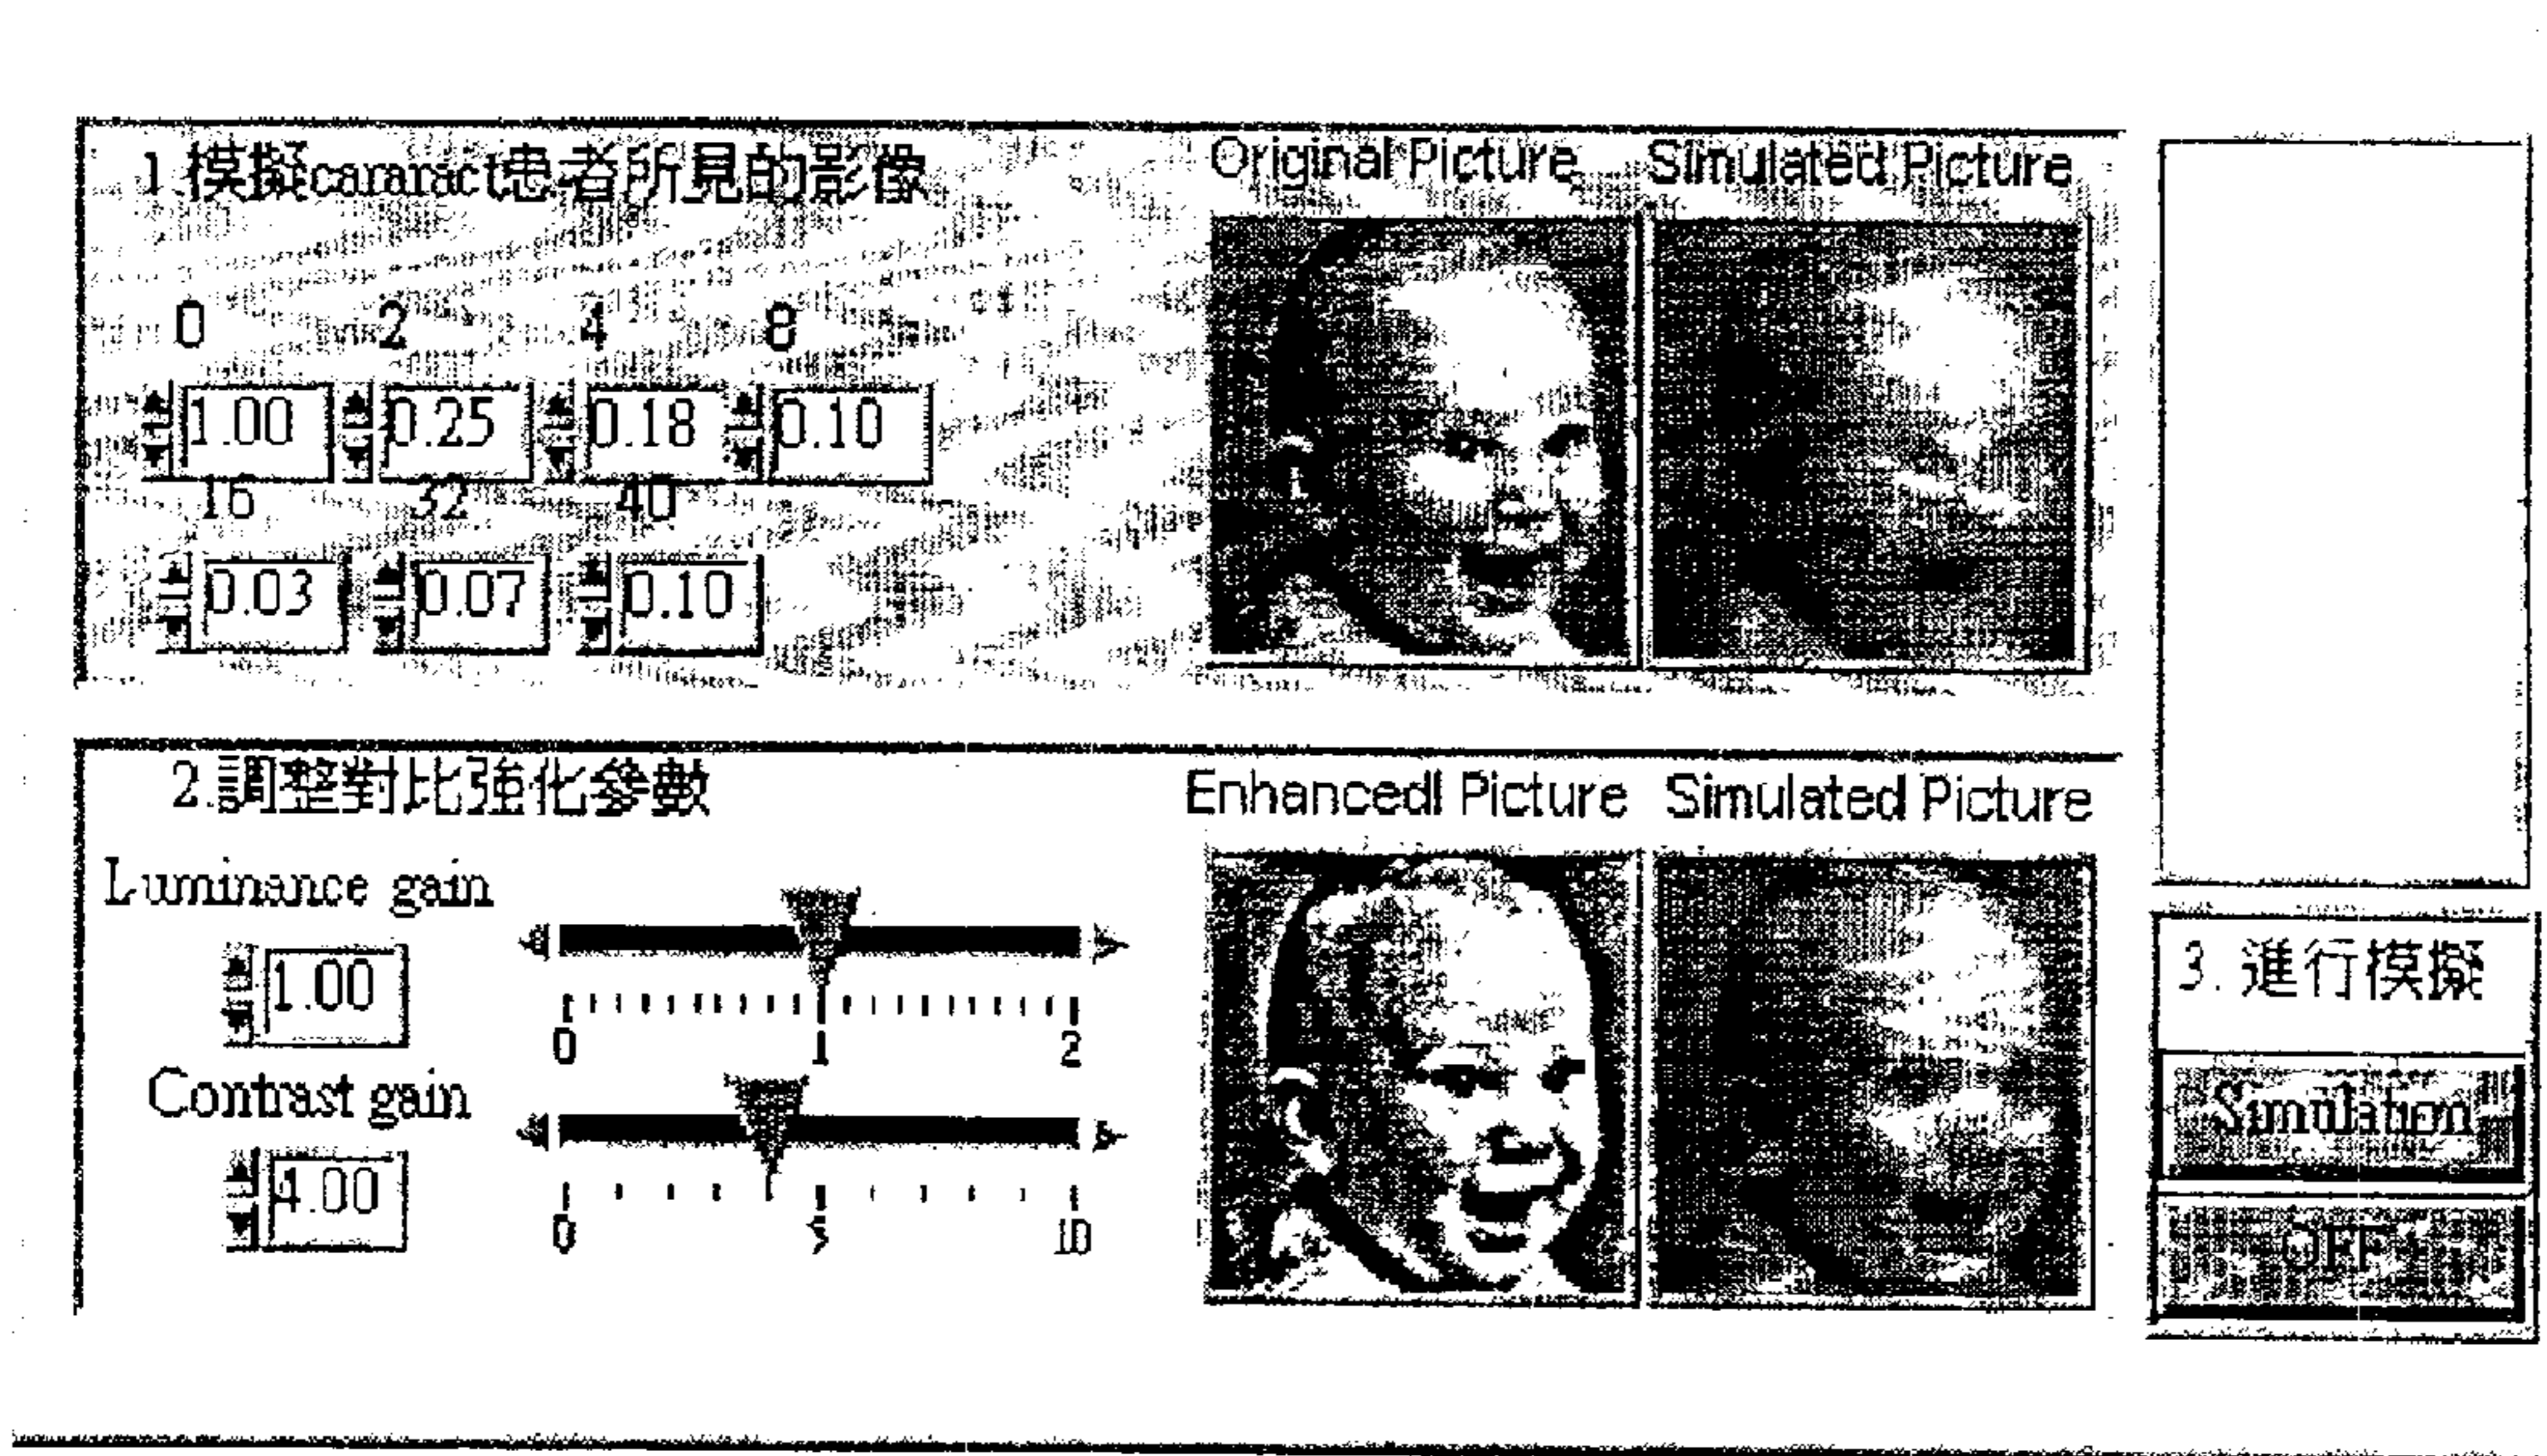 1.模擬cararact患者所見的影像
Original Picture
Simulated Picture
0 2 4 8
1.00 0.25 0.18 0.10
16 32 40
0.03 0.07 0.10
2.調整對比強化參數
Enhancedl Picture
Simulated Picture
Luminance gain
1.00
0 1 2
Contrast gain
4.00
0 5 10
3. 進行模擬
Simulation
OFF